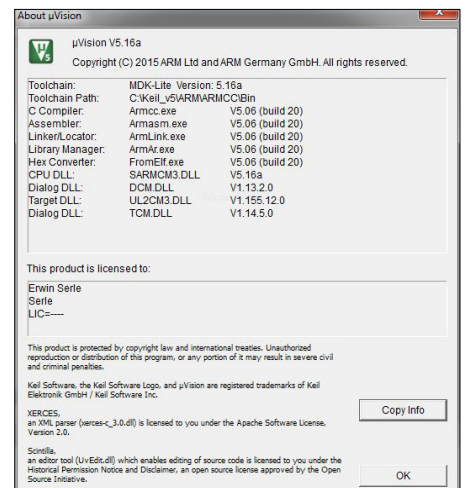 About µVision
µVision V5.16a
Copyright (C) 2015 ARM Ltd and ARM Germany GmbH. All rights reserved.
Toolchain: MDK-Lite Version: 5.16a
Toolchain Path: C:\Keil_v5\ARM\ARMCC\Bin
C Compiler: Armcc.exe V5.06 (build 20)
Assembler: Armasm.exe V5.06 (build 20)
Linker/Locator: ArmLink.exe V5.06 (build 20)
Library Manager: ArmAr.exe V5.06 (build 20)
Hex Converter: FromElf.exe V5.06 (build 20)
CPU DLL: SARMCM3.DLL V5.16a
Dialog DLL: DCM.DLL V1.13.2.0
Target DLL: UL2CM3.DLL V1.155.12.0
Dialog DLL: TCM.DLL V1.14.5.0
This product is licensed to:
Erwin Serle
Serle
LIC=----
This product is protected by copyright law and international treaties. Unauthorized
reproduction or distribution of this program, or any portion of it may result in severe civil
and criminal penalties.
Keil Software, the Keil Software Logo, and µVision are registered trademarks of Keil
Elektronik GmbH / Keil Software Inc.
XERCES,
an XML parser (xerces-c_3.0.dll) is licensed to you under the Apache Software License,
Version 2.0.
Scintilla,
an editor tool (UvEdit.dll) which enables editing of source code is licensed to you under the
Historical Permission Notice and Disclaimer, an open source license approved by the Open
Source Initiative.
Copy Info
OK